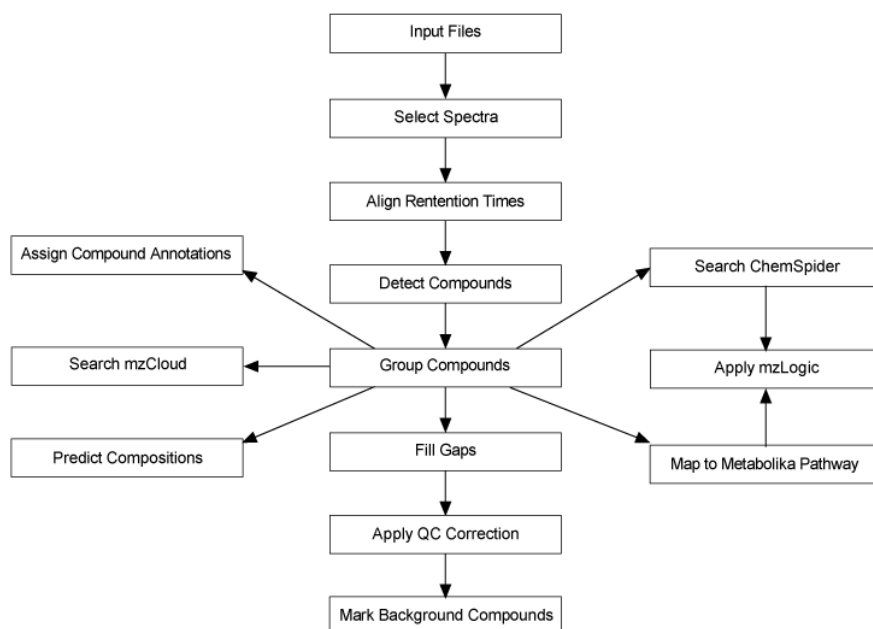 Input Files
Select Spectra
Align Rentention Times
Assign Compound Annotations
Search ChemSpider
Detect Compounds
Search mzCloud
Group Compounds
Apply mzLogic
Predict Compositions
Fill Gaps
Map to Metabolika Pathway
Apply QC Correction
Mark Background Compounds